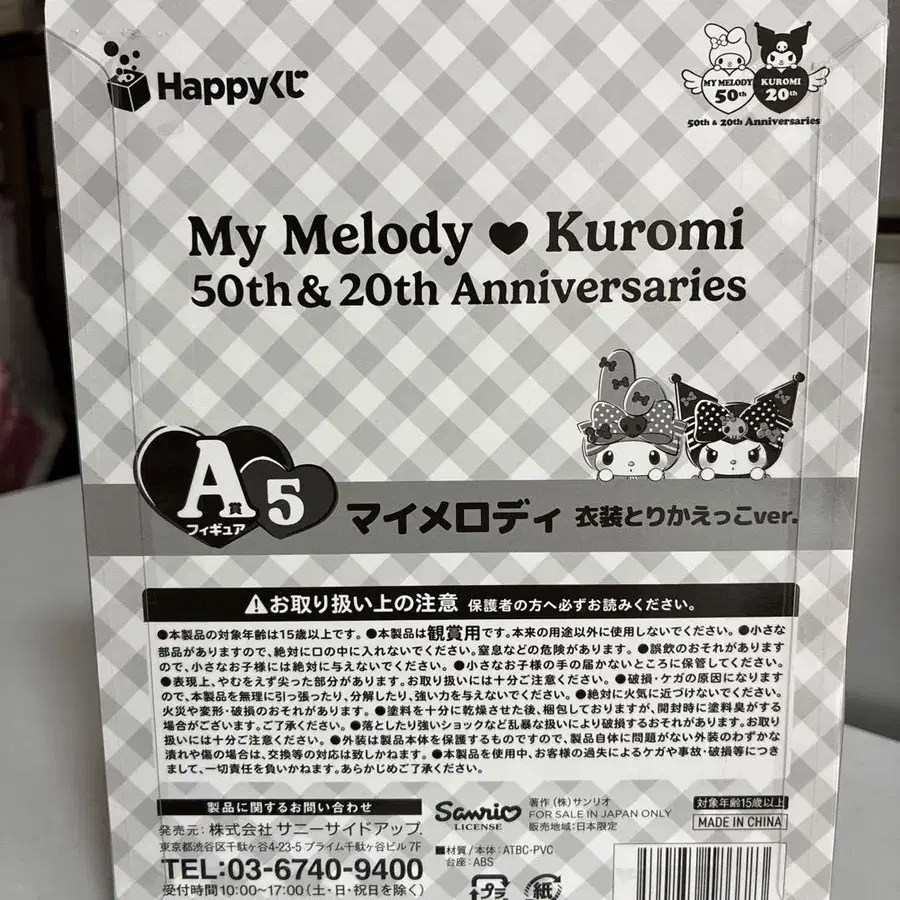 Happyくじ
MY MELODY 50th
KUROMI 20th
50th & 20th Anniversaries
My Melody ♥ Kuromi
50th & 20th Anniversaries
A賞
フィギュア
5
マイメロディ 衣装とりかえっこver.
⚠お取り扱い上の注意 保護者の方へ必ずお読みください。
●本製品の対象年齢は15歳以上です。●本製品は観賞用です。本来の用途以外に使用しないでください。●小さな
部品がありますので、絶対に口の中に入れないでください。窒息などの危険があります。●誤飲のおそれがあります
ので、小さなお子様には絶対に与えないでください。●小さなお子様の手の届かないところに保管してください。
●表現上、やむをえず尖った部分があります。お取り扱いには十分ご注意ください。●破損・ケガの原因になります
ので、本製品を無理に引っ張ったり、分解したり、強い力を与えないでください。●絶対に火気に近づけないでください。
火災や変形・破損のおそれがあります。●塗料を十分に乾燥させた後、梱包しておりますが、開封時に塗料臭がする
場合がございます。ご了承ください。●落としたり強いショックなど乱暴な扱いにより破損するおそれがあります。お取り
扱いには十分ご注意ください。●外装は製品本体を保護するものですので、製品自体に問題がない外装のわずかな
潰れや傷の場合は、交換等の対応は致しかねます。●本製品を使用中、お客様の過失によるケガや事故・破損等につき
まして、一切責任を負いかねます。あらかじめご了承ください。
製品に関するお問い合わせ
発売元:株式会社 サニーサイドアップ.
東京都渋谷区千駄ヶ谷4-23-5 プライム千駄ヶ谷ビル 7F
TEL:03-6740-9400
受付時間10:00~17:00(土・日・祝日を除く)
Sanrio
LICENSE
著作(株)サンリオ
FOR SALE IN JAPAN ONLY
販売地域:日本限定
■材質/本体:ATBC-PVC
台座:ABS
プラ
紙
対象年齢15歳以上
MADE IN CHINA